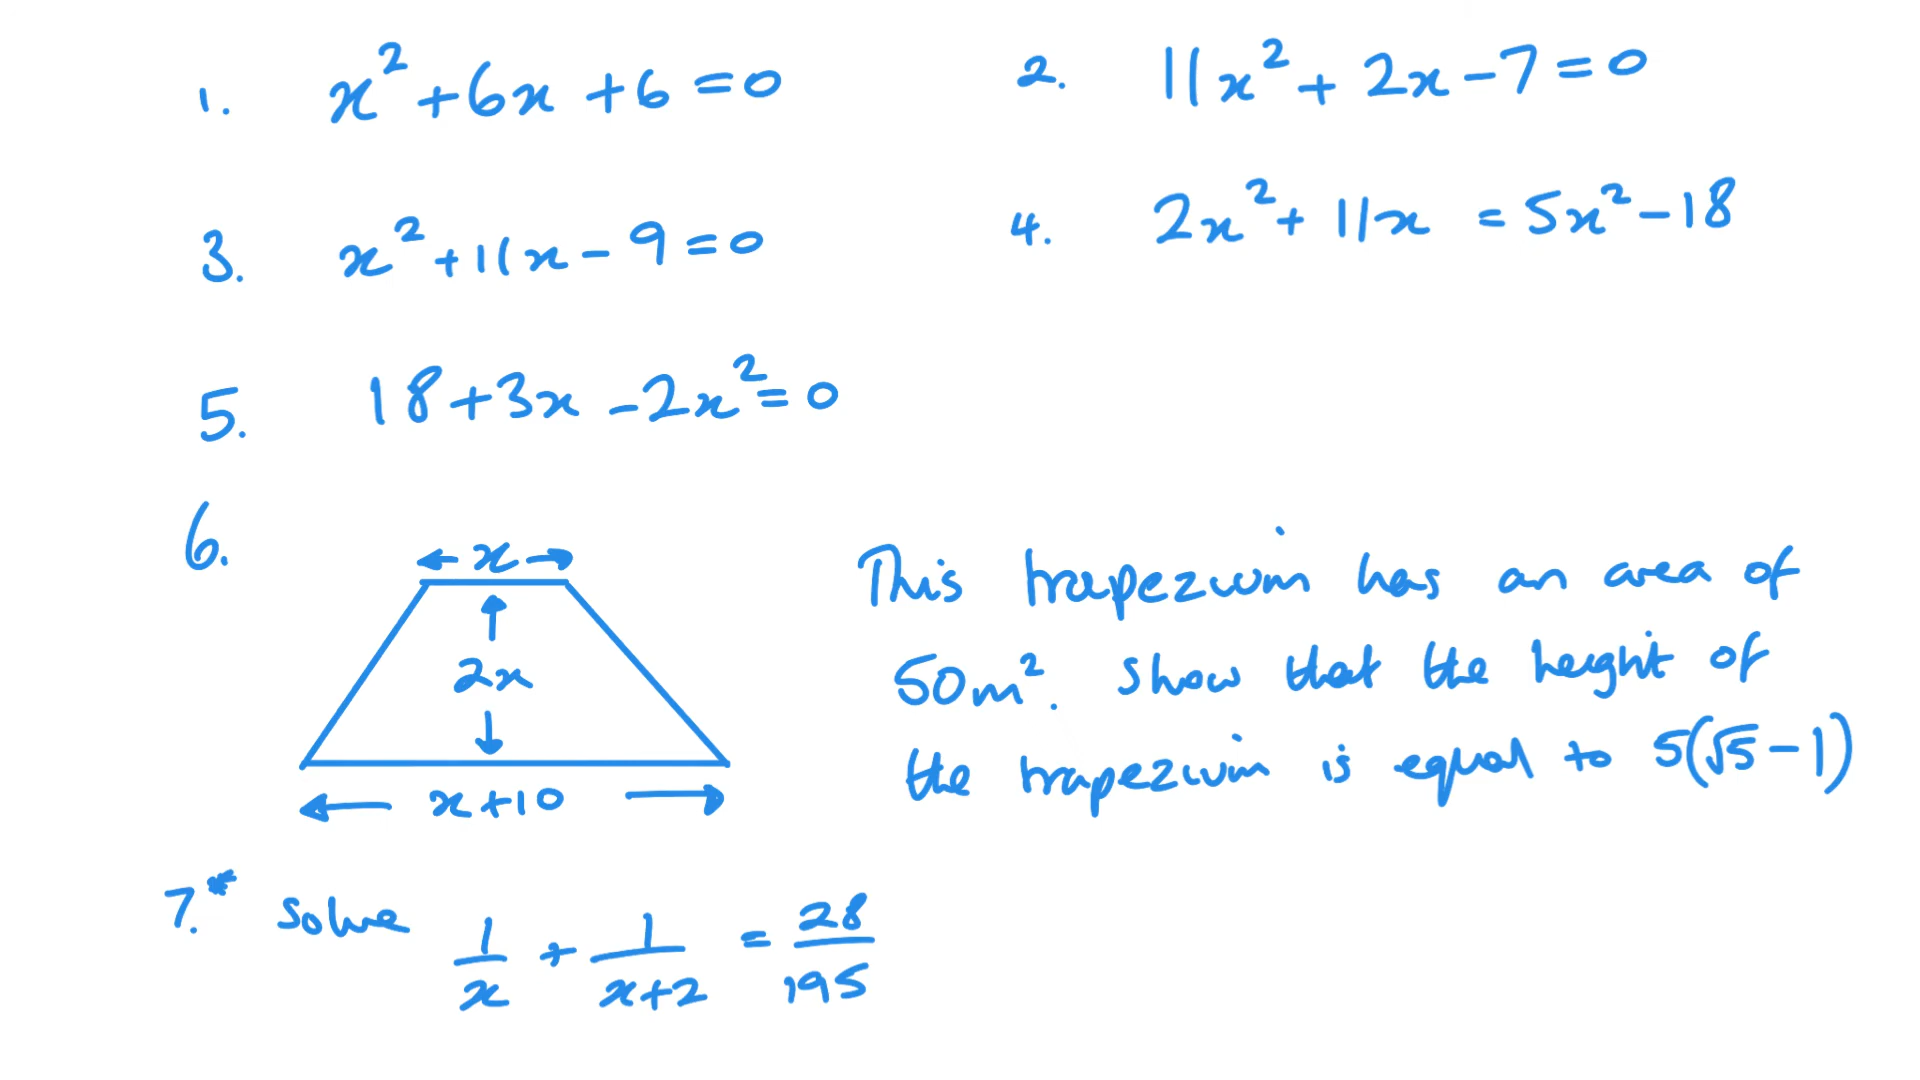 1. x² + 6x + 6 = 0
2. 11x² + 2x - 7 = 0
3. x² + 11x - 9 = 0
4. 2x² + 11x = 5x² - 18
5. 18 + 3x - 2x² = 0
6.
x
2x
x + 10
This trapezium has an area of
50m². Show that the height of
the trapezium is equal to 5(√5 - 1)
7.* Solve 1/x + 1/(x+2) = 28/195